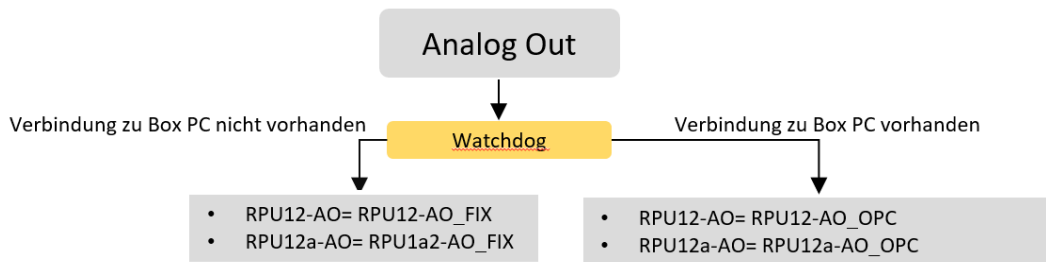 Analog Out
Verbindung zu Box PC nicht vorhanden
Verbindung zu Box PC vorhanden
Watchdog
• RPU12-AO= RPU12-AO_FIX
• RPU12a-AO= RPU1a2-AO_FIX
• RPU12-AO= RPU12-AO_OPC
• RPU12a-AO= RPU12a-AO_OPC